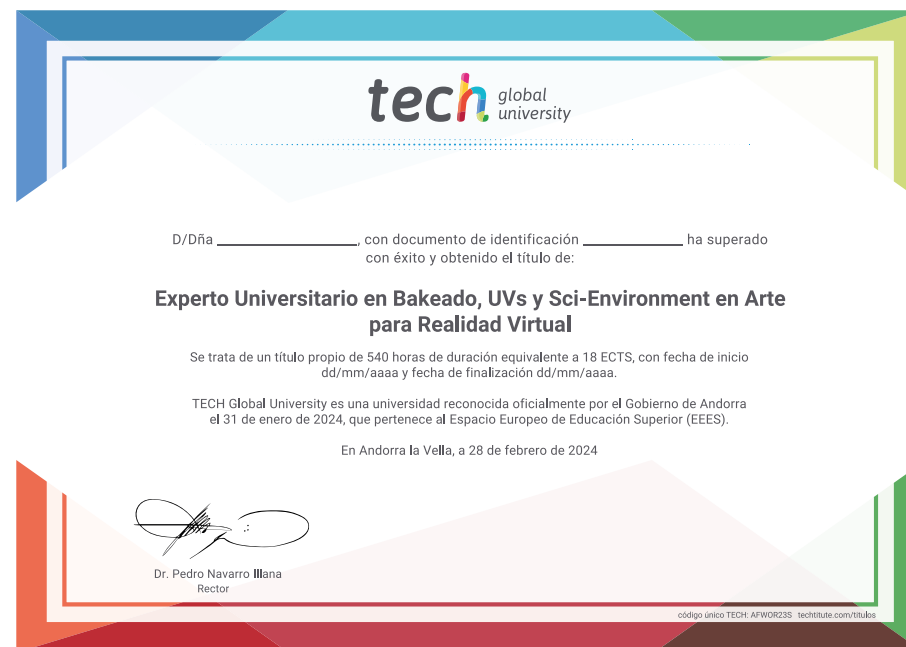 tech global
university
D/Dña ____________________, con documento de identificación ______________ ha superado
con éxito y obtenido el título de:
Experto Universitario en Bakeado, UVs y Sci-Environment en Arte
para Realidad Virtual
Se trata de un título propio de 540 horas de duración equivalente a 18 ECTS, con fecha de inicio
dd/mm/aaaa y fecha de finalización dd/mm/aaaa.
TECH Global University es una universidad reconocida oficialmente por el Gobierno de Andorra
el 31 de enero de 2024, que pertenece al Espacio Europeo de Educación Superior (EEES).
En Andorra la Vella, a 28 de febrero de 2024
Dr. Pedro Navarro Illana
Rector
código único TECH: AFWOR23S techtitute.com/titulos